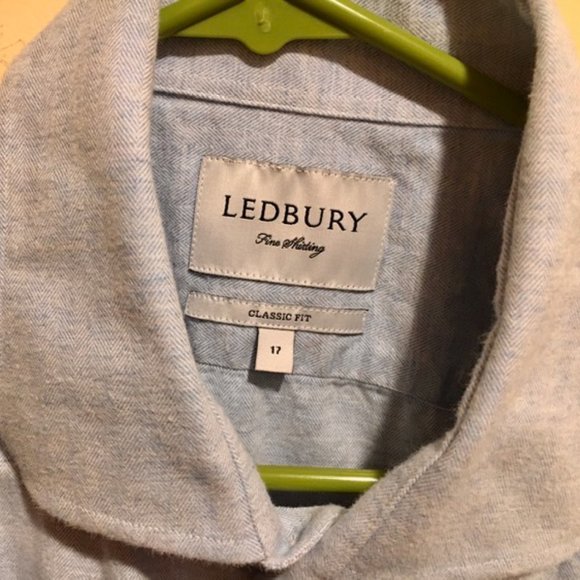 LEDBURY
Fine Shirting
CLASSIC FIT
17